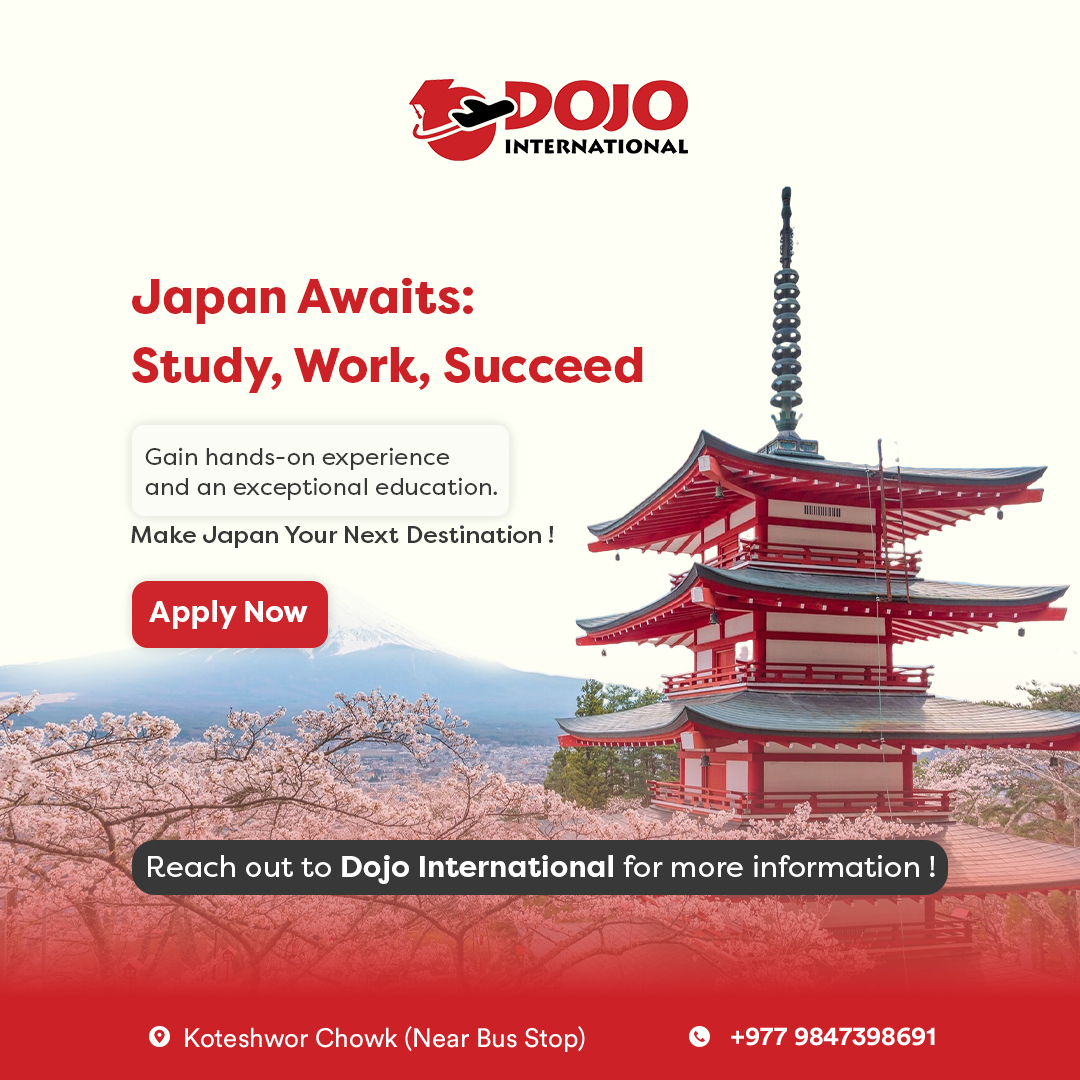 DOJO
INTERNATIONAL
Japan Awaits:
Study, Work, Succeed
Gain hands-on experience
and an exceptional education.
Make Japan Your Next Destination !
Apply Now
Reach out to Dojo International for more information !
Koteshwor Chowk (Near Bus Stop)
+977 9847398691